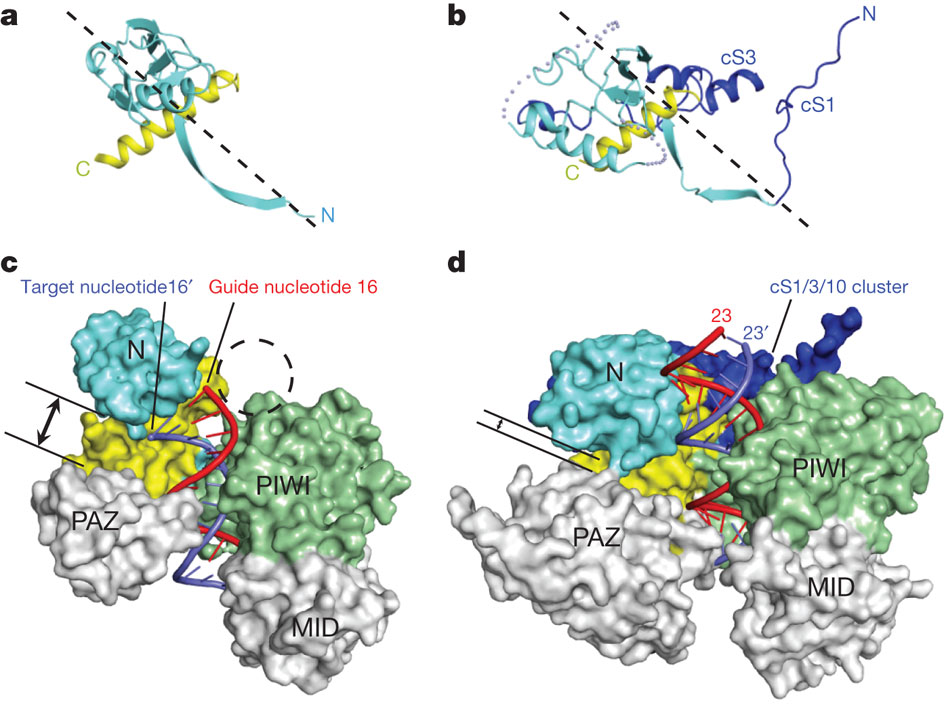 a
C
N
b
N
cS3
cS1
C
c
Target nucleotide16′ Guide nucleotide 16
N
PIWI
PAZ
MID
d
cS1/3/10 cluster
23
23′
N
PIWI
PAZ
MID